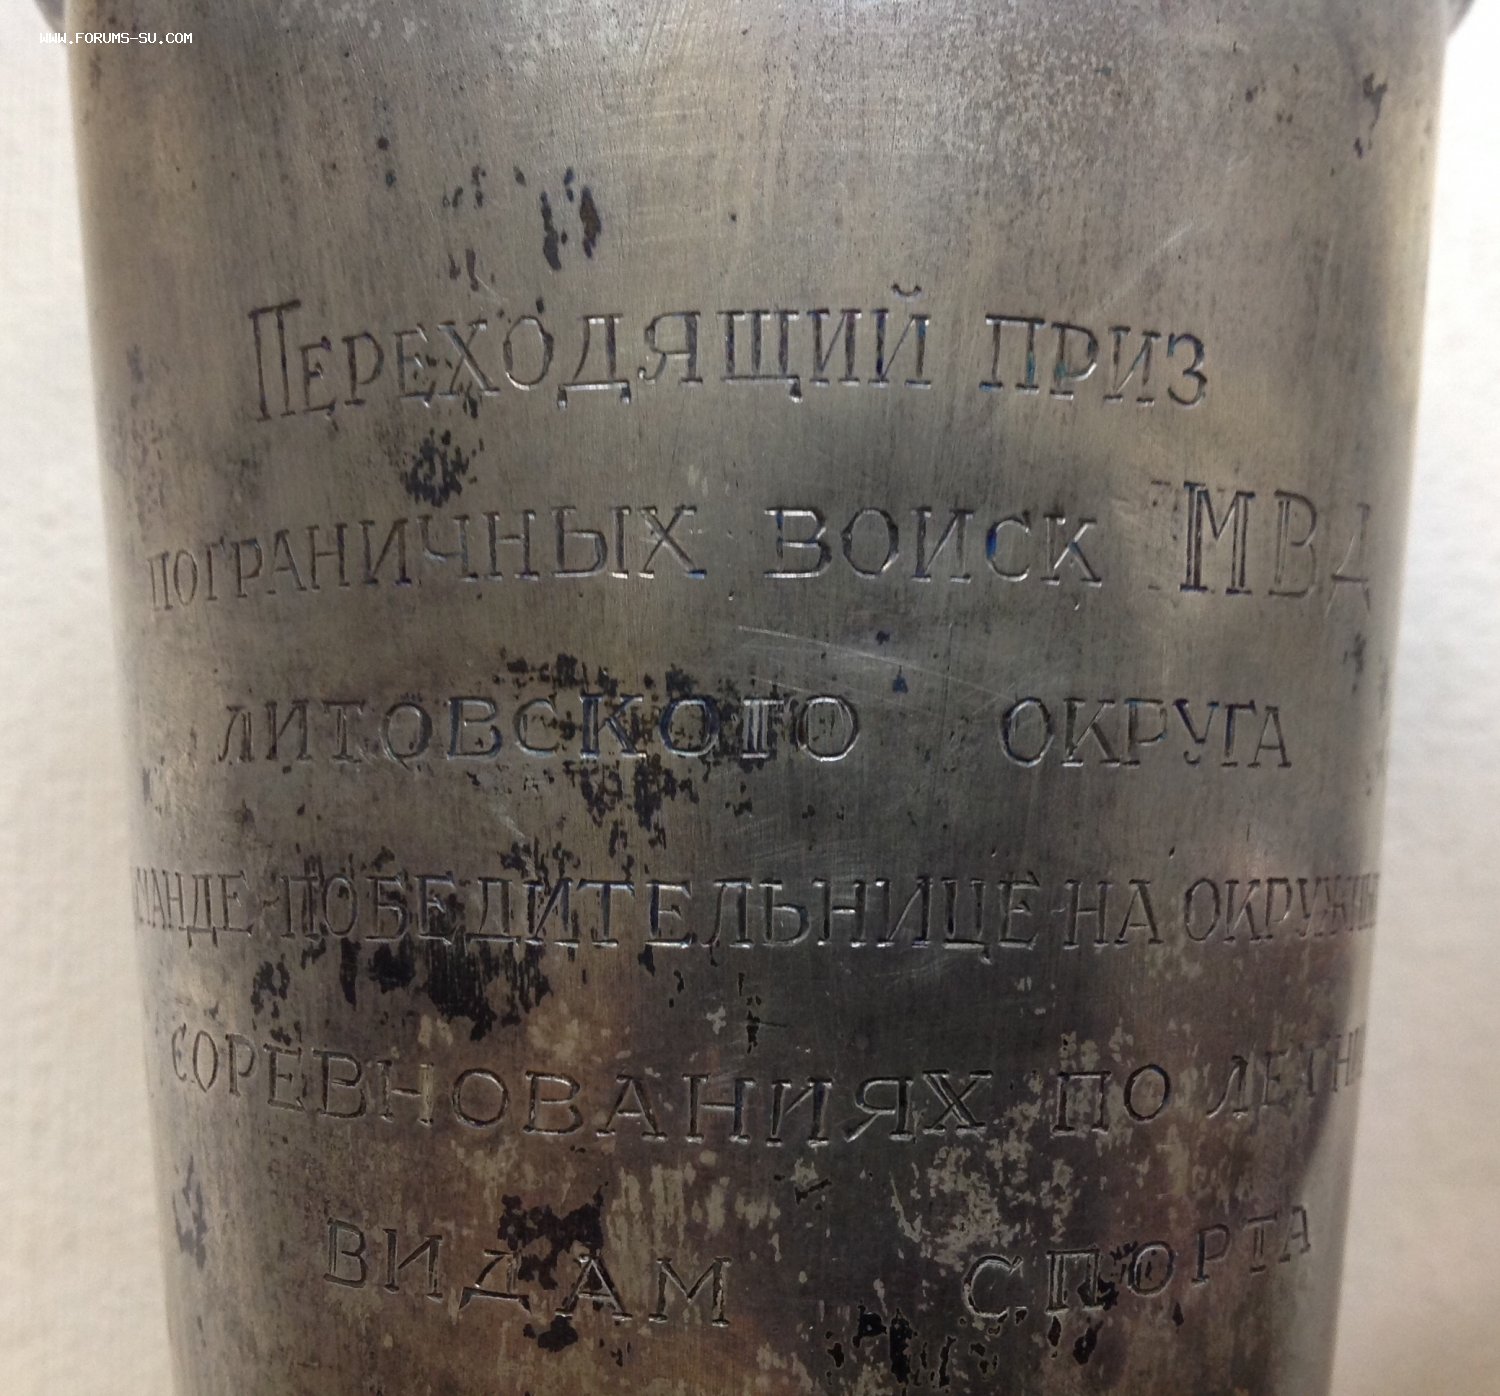 WWW.FORUMS-SU.COM
Переходящий приз
пограничных войск МВД
литовского округа
победительнице на
соревнованиях по
видам спорта